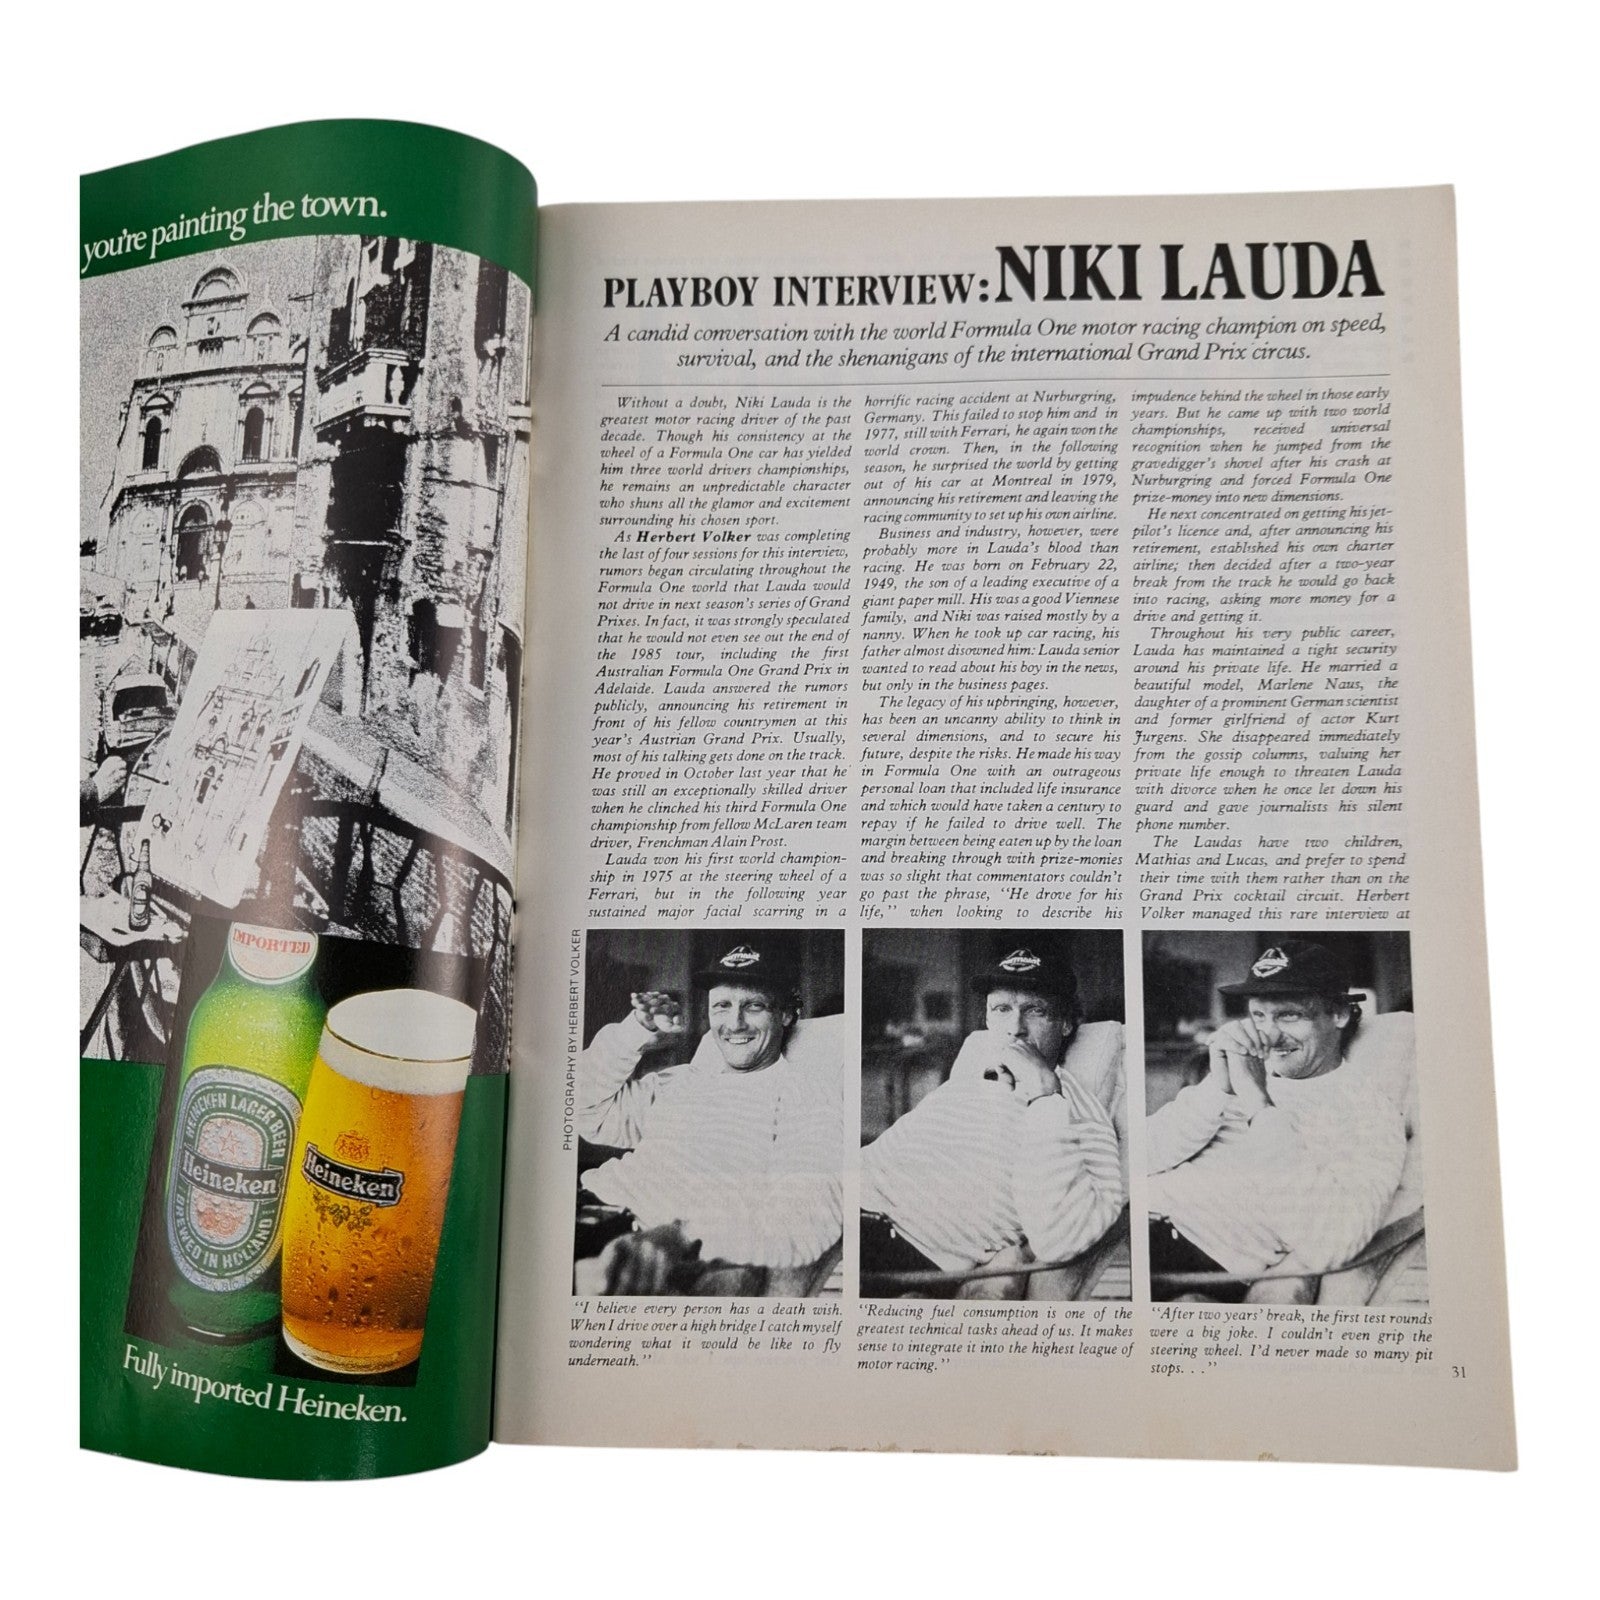 you're painting the town.
IMPORTED
HEINEKEN LAGER BEER
Heineken
BREWED IN HOLLAND
Heineken
Fully imported Heineken.
PLAYBOY INTERVIEW: NIKI LAUDA
A candid conversation with the world Formula One motor racing champion on speed,
survival, and the shenanigans of the international Grand Prix circus.
Without a doubt, Niki Lauda is the
greatest motor racing driver of the past
decade. Though his consistency at the
wheel of a Formula One car has yielded
him three world drivers championships,
he remains an unpredictable character
who shuns all the glamor and excitement
surrounding his chosen sport.
As Herbert Volker was completing
the last of four sessions for this interview,
rumors began circulating throughout the
Formula One world that Lauda would
not drive in next season's series of Grand
Prixes. In fact, it was strongly speculated
that he would not even see out the end of
the 1985 tour, including the first
Australian Formula One Grand Prix in
Adelaide. Lauda answered the rumors
publicly, announcing his retirement in
front of his fellow countrymen at this
year's Austrian Grand Prix. Usually,
most of his talking gets done on the track.
He proved in October last year that he
was still an exceptionally skilled driver
when he clinched his third Formula One
championship from fellow McLaren team
driver, Frenchman Alain Prost.
Lauda won his first world champion-
ship in 1975 at the steering wheel of a
Ferrari, but in the following year
sustained major facial scarring in a
horrific racing accident at Nurburgring,
Germany. This failed to stop him and in
1977, still with Ferrari, he again won the
world crown. Then, in the following
season, he surprised the world by getting
out of his car at Montreal in 1979,
announcing his retirement and leaving the
racing community to set up his own airline.
Business and industry, however, were
probably more in Lauda's blood than
racing. He was born on February 22,
1949, the son of a leading executive of a
giant paper mill. His was a good Viennese
family, and Niki was raised mostly by a
nanny. When he took up car racing, his
father almost disowned him: Lauda senior
wanted to read about his boy in the news,
but only in the business pages.
The legacy of his upbringing, however,
has been an uncanny ability to think in
several dimensions, and to secure his
future, despite the risks. He made his way
in Formula One with an outrageous
personal loan that included life insurance
and which would have taken a century to
repay if he failed to drive well. The
margin between being eaten up by the loan
and breaking through with prize-monies
was so slight that commentators couldn't
go past the phrase, "He drove for his
life," when looking to describe his
impudence behind the wheel in those early
years. But he came up with two world
championships, received universal
recognition when he jumped from the
gravedigger's shovel after his crash at
Nurburgring and forced Formula One
prize-money into new dimensions.
He next concentrated on getting his jet-
pilot's licence and, after announcing his
retirement, established his own charter
airline; then decided after a two-year
break from the track he would go back
into racing, asking more money for a
drive and getting it.
Throughout his very public career,
Lauda has maintained a tight security
around his private life. He married a
beautiful model, Marlene Naus, the
daughter of a prominent German scientist
and former girlfriend of actor Kurt
Jurgens. She disappeared immediately
from the gossip columns, valuing her
private life enough to threaten Lauda
with divorce when he once let down his
guard and gave journalists his silent
phone number.
The Laudas have two children,
Mathias and Lucas, and prefer to spend
their time with them rather than on the
Grand Prix cocktail circuit. Herbert
Volker managed this rare interview at
PHOTOGRAPHY BY HERBERT VOLKER
"I believe every person has a death wish.
When I drive over a high bridge I catch myself
wondering what it would be like to fly
underneath."
"Reducing fuel consumption is one of the
greatest technical tasks ahead of us. It makes
sense to integrate it into the highest league of
motor racing."
"After two years' break, the first test rounds
were a big joke. I couldn't even grip the
steering wheel. I'd never made so many pit
stops. . ."
31